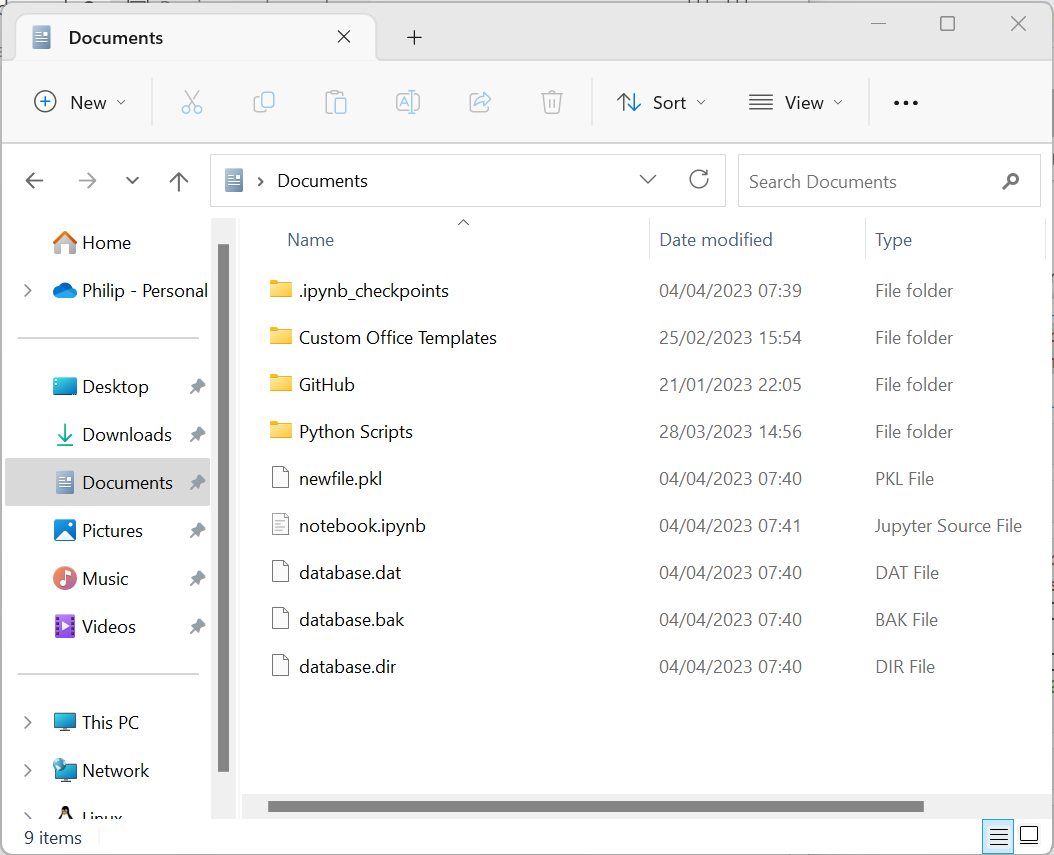 Documents
New
Sort
View
Documents
Search Documents
Home
Philip - Personal
Desktop
Downloads
Documents
Pictures
Music
Videos
This PC
Network
Linux
Name Date modified Type
.ipynb_checkpoints 04/04/2023 07:39 File folder
Custom Office Templates 25/02/2023 15:54 File folder
GitHub 21/01/2023 22:05 File folder
Python Scripts 28/03/2023 14:56 File folder
newfile.pkl 04/04/2023 07:40 PKL File
notebook.ipynb 04/04/2023 07:41 Jupyter Source File
database.dat 04/04/2023 07:40 DAT File
database.bak 04/04/2023 07:40 BAK File
database.dir 04/04/2023 07:40 DIR File
9 items